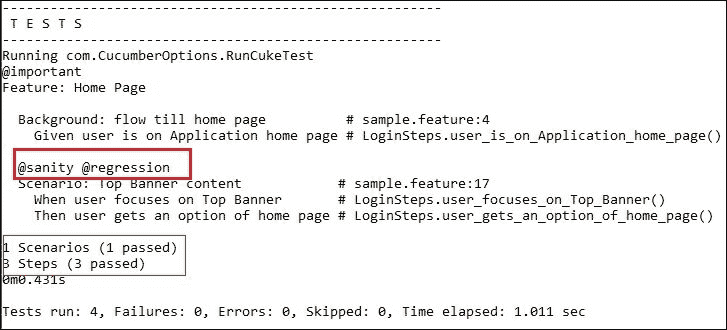 -------------------------------------------------------
T E S T S
-------------------------------------------------------
Running com.CucumberOptions.RunCukeTest
@important
Feature: Home Page
Background: flow till home page # sample.feature:4
Given user is on Application home page # LoginSteps.user_is_on_Application_home_page()
@sanity @regression
Scenario: Top Banner content # sample.feature:17
When user focuses on Top Banner # LoginSteps.user_focuses_on_Top_Banner()
Then user gets an option of home page # LoginSteps.user_gets_an_option_of_home_page()
1 Scenarios (1 passed)
3 Steps (3 passed)
0m0.431s
Tests run: 4, Failures: 0, Errors: 0, Skipped: 0, Time elapsed: 1.011 sec